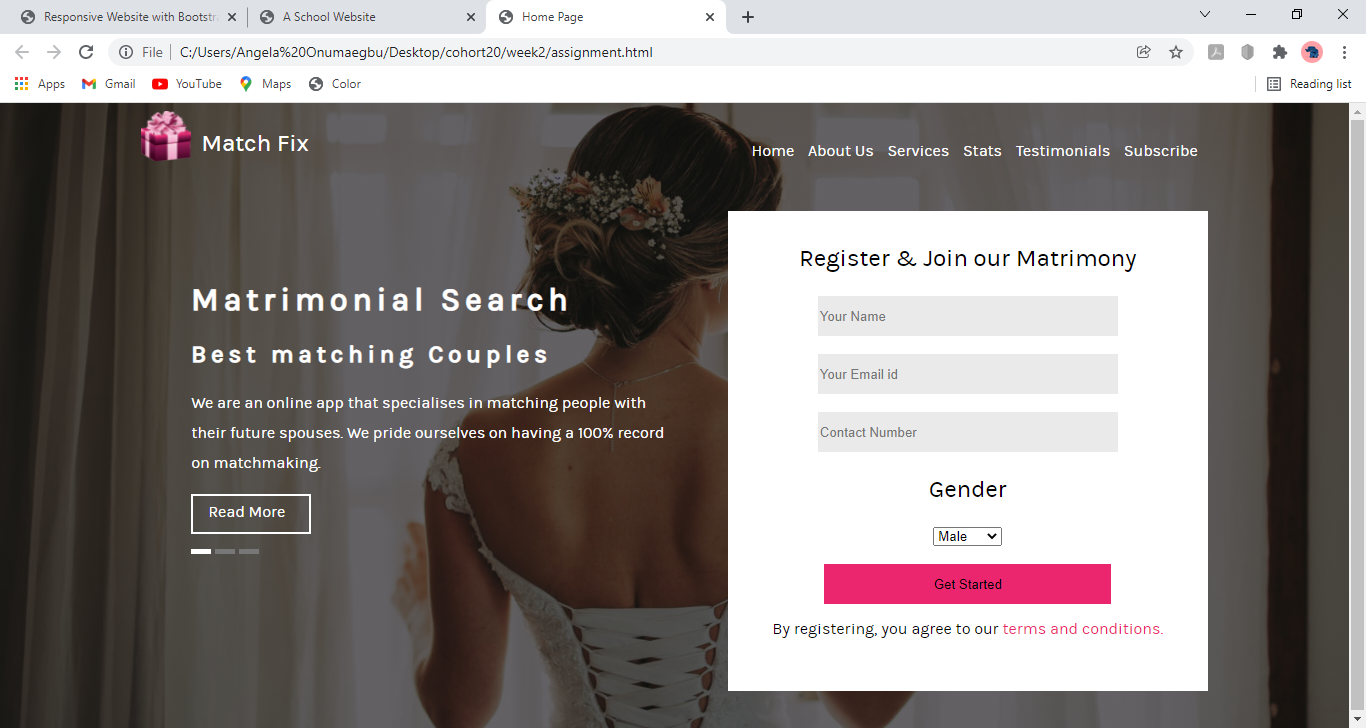 Responsive Website with Bootstra
A School Website
Home Page
File
C:/Users/Angela%20Onumaegbu/Desktop/cohort20/week2/assignment.html
Apps
Gmail
YouTube
Maps
Color
Reading list
Match Fix
Home
About Us
Services
Stats
Testimonials
Subscribe
Matrimonial Search
Best matching Couples
We are an online app that specialises in matching people with
their future spouses. We pride ourselves on having a 100% record
on matchmaking.
Read More
Register & Join our Matrimony
Your Name
Your Email id
Contact Number
Gender
Male
Get Started
By registering, you agree to our terms and conditions.